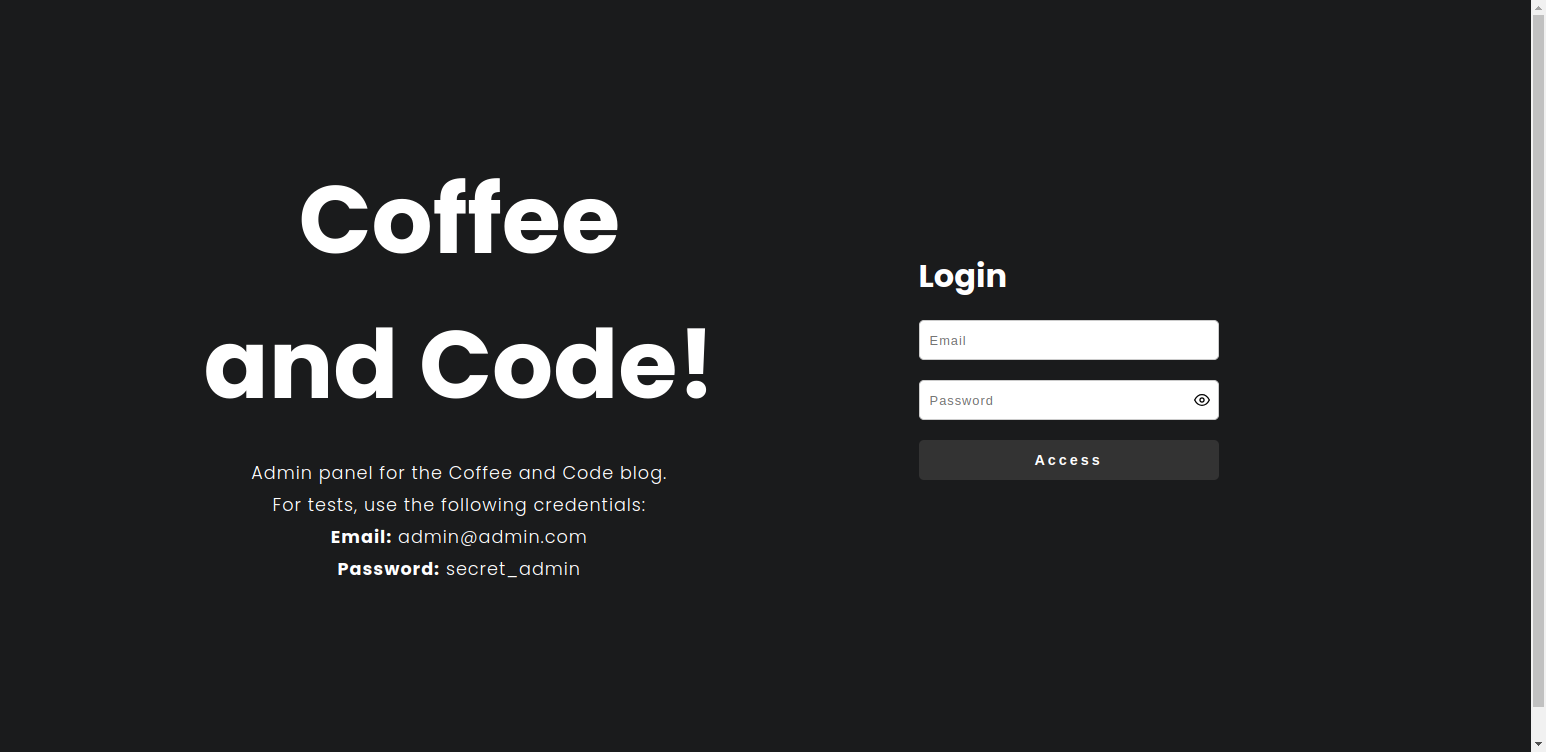 Coffee
and Code!
Admin panel for the Coffee and Code blog.
For tests, use the following credentials:
Email: admin@admin.com
Password: secret_admin
Login
Email
Password
Access